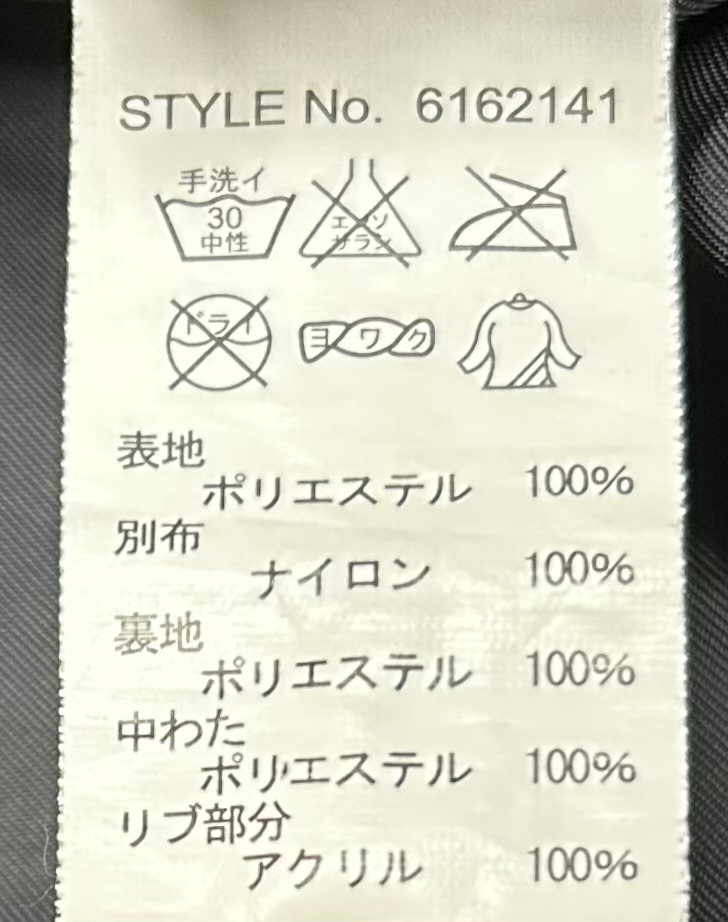 STYLE No. 6162141
手洗イ
30
中性
エンソ
サラシ
ドライ
ヨワク
表地
ポリエステル 100%
別布
ナイロン 100%
裏地
ポリエステル 100%
中わた
ポリエステル 100%
リブ部分
アクリル 100%